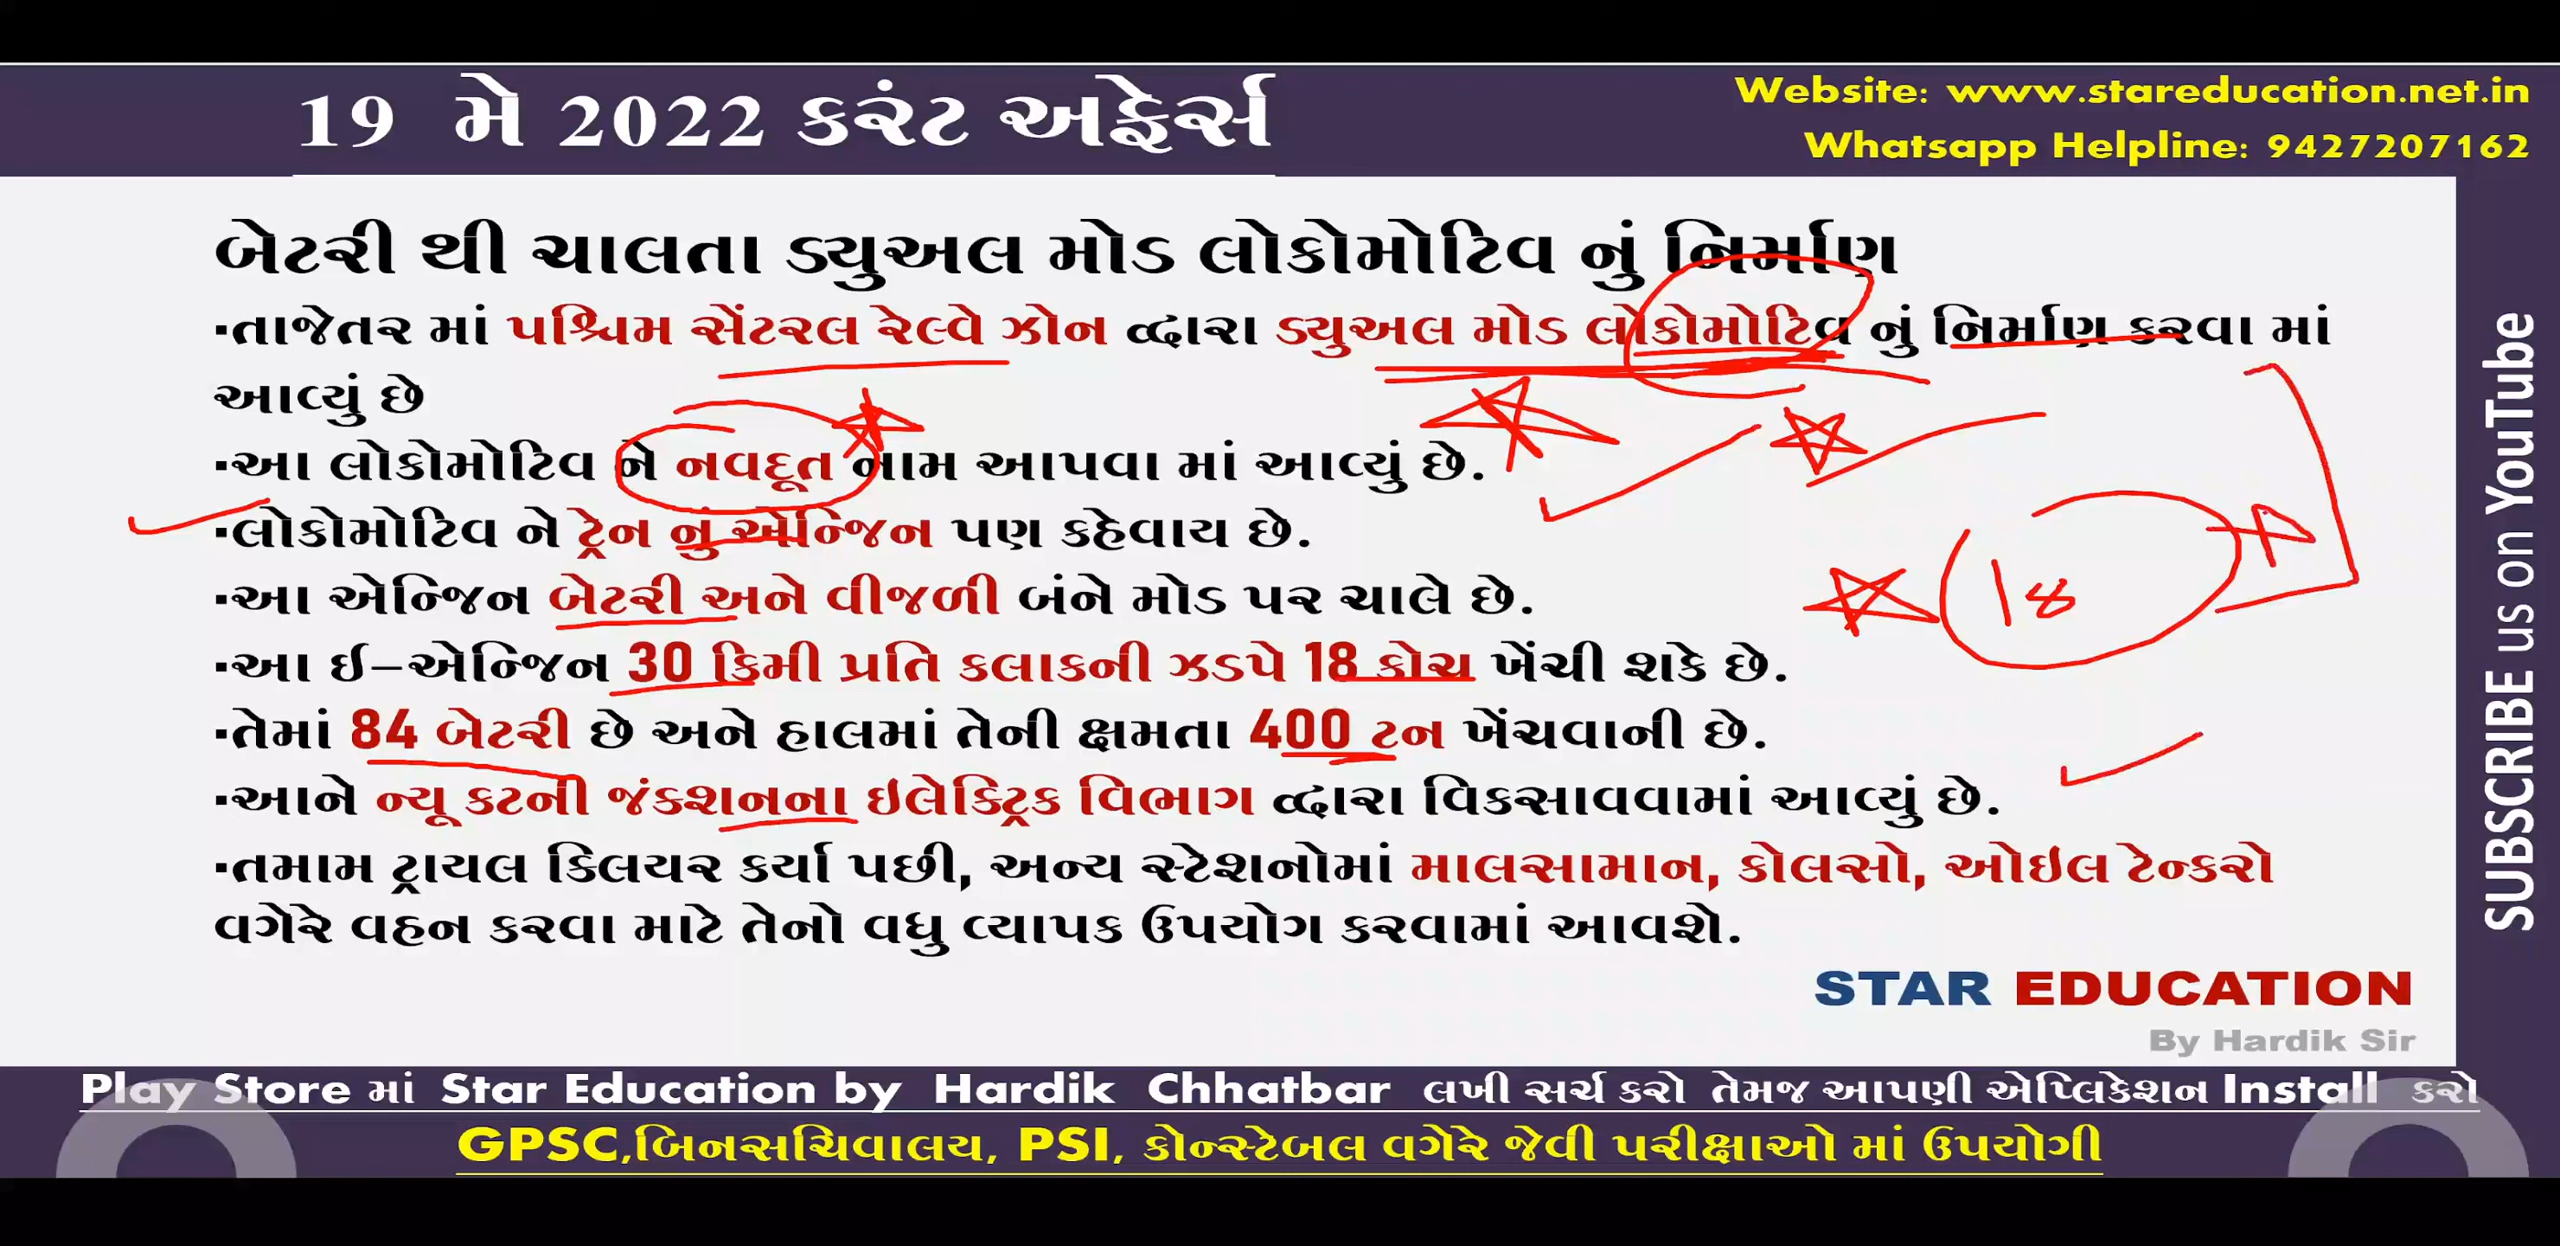 19 મે 2022 કરંટ અફેર્સ
Website: www.stareducation.net.in
Whatsapp Helpline: 9427207162
બેટરી થી ચાલતા ડ્યુઅલ મોડ લોકોમોટિવ નું નિર્માણ
▪તાજેતર માં પશ્ચિમ સેંટરલ રેલ્વે ઝોન દ્વારા ડ્યુઅલ મોડ લોકોમોટિવ નું નિર્માણ કરવા માં
આવ્યું છે
▪આ લોકોમોટિવ ને નવદૂત નામ આપવા માં આવ્યું છે.
▪લોકોમોટિવ ને ટ્રેન નું એન્જિન પણ કહેવાય છે.
▪આ એન્જિન બેટરી અને વીજળી બંને મોડ પર ચાલે છે.
18
▪આ ઇ-એન્જિન 30 કિમી પ્રતિ કલાકની ઝડપે 18 કોચ ખેંચી શકે છે.
▪તેમાં 84 બેટરી છે અને હાલમાં તેની ક્ષમતા 400 ટન ખેંચવાની છે.
▪આને ન્યૂ કટની જંકશનના ઇલેક્ટ્રિક વિભાગ દ્વારા વિકસાવવામાં આવ્યું છે.
▪તમામ ટ્રાયલ ક્લિયર કર્યા પછી, અન્ય સ્ટેશનોમાં માલસામાન, કોલસો, ઓઇલ ટેન્કરો
વગેરે વહન કરવા માટે તેનો વધુ વ્યાપક ઉપયોગ કરવામાં આવશે.
SUBSCRIBE us on YouTube
STAR EDUCATION
By Hardik Sir
Play Store માં Star Education by Hardik Chhatbar લખી સર્ચ કરો તેમજ આપણી એપ્લિકેશન Install કરો
GPSC,બિનસચિવાલય, PSI, કોન્સ્ટેબલ વગેરે જેવી પરીક્ષાઓ માં ઉપયોગી